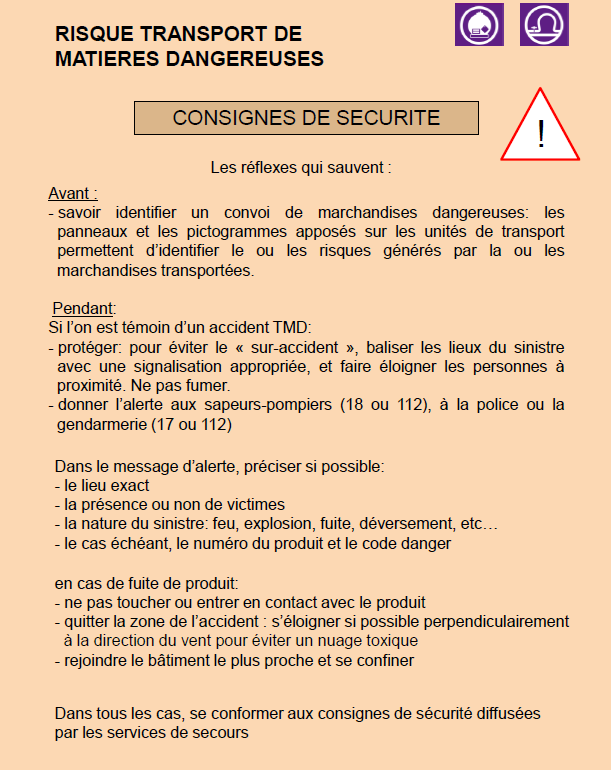 RISQUE TRANSPORT DE
MATIERES DANGEREUSES
CONSIGNES DE SECURITE
!
Les réflexes qui sauvent :
Avant :
- savoir identifier un convoi de marchandises dangereuses: les
panneaux et les pictogrammes apposés sur les unités de transport
permettent d’identifier le ou les risques générés par la ou les
marchandises transportées.
Pendant:
Si l’on est témoin d’un accident TMD:
- protéger: pour éviter le « sur-accident », baliser les lieux du sinistre
avec une signalisation appropriée, et faire éloigner les personnes à
proximité. Ne pas fumer.
- donner l’alerte aux sapeurs-pompiers (18 ou 112), à la police ou la
gendarmerie (17 ou 112)
Dans le message d’alerte, préciser si possible:
- le lieu exact
- la présence ou non de victimes
- la nature du sinistre: feu, explosion, fuite, déversement, etc…
- le cas échéant, le numéro du produit et le code danger
en cas de fuite de produit:
- ne pas toucher ou entrer en contact avec le produit
- quitter la zone de l’accident : s’éloigner si possible perpendiculairement
à la direction du vent pour éviter un nuage toxique
- rejoindre le bâtiment le plus proche et se confiner
Dans tous les cas, se conformer aux consignes de sécurité diffusées
par les services de secours